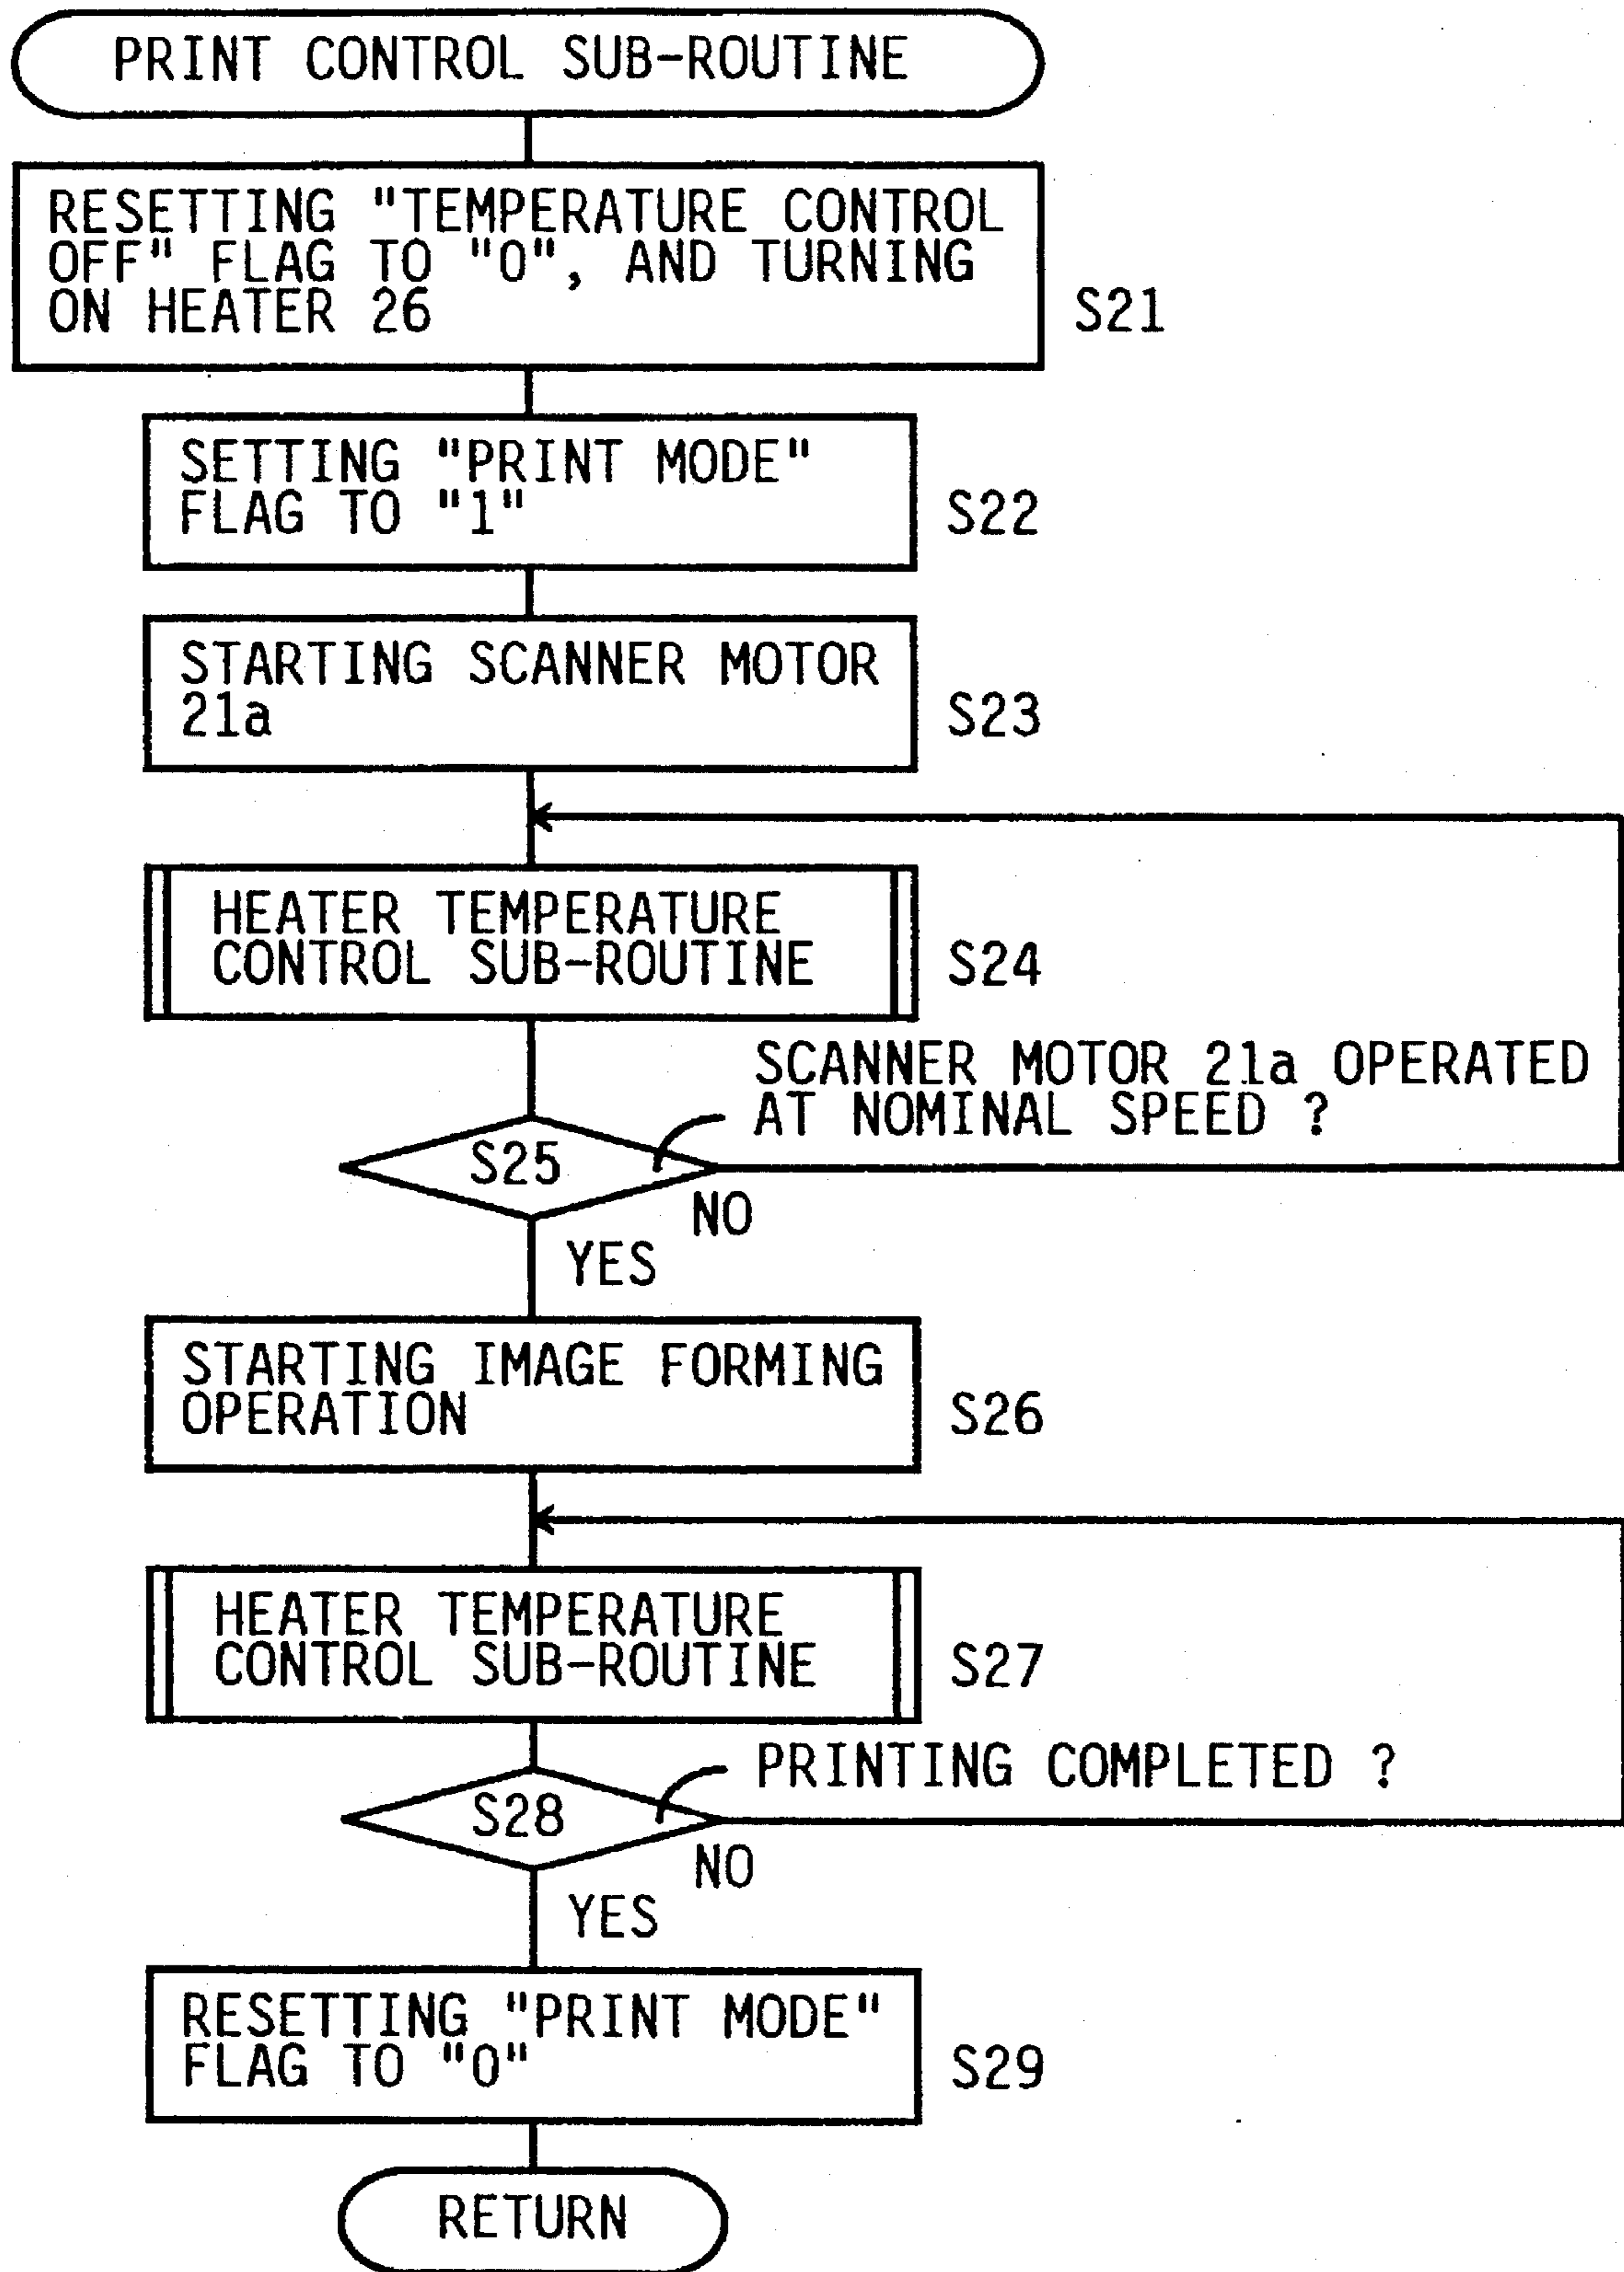 PRINT CONTROL SUB-ROUTINE
RESETTING "TEMPERATURE CONTROL
OFF" FLAG TO "0", AND TURNING
ON HEATER 26
S21
SETTING "PRINT MODE"
FLAG TO "1"
S22
STARTING SCANNER MOTOR
21a
S23
HEATER TEMPERATURE
CONTROL SUB-ROUTINE
S24
SCANNER MOTOR 21a OPERATED
AT NOMINAL SPEED ?
S25
NO
YES
STARTING IMAGE FORMING
OPERATION
S26
HEATER TEMPERATURE
CONTROL SUB-ROUTINE
S27
PRINTING COMPLETED ?
S28
NO
YES
RESETTING "PRINT MODE"
FLAG TO "0"
S29
RETURN